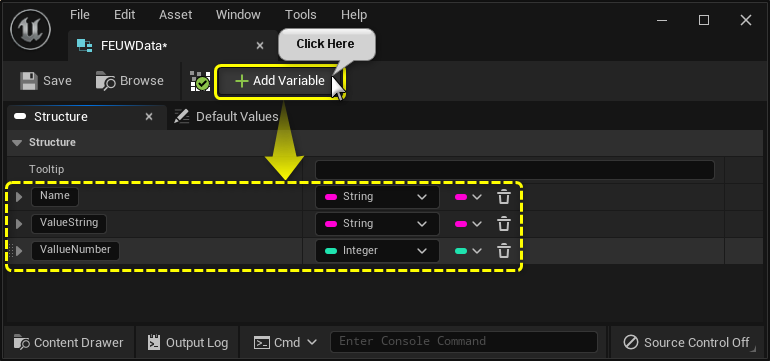 File Edit Asset Window Tools Help
FEUWData*
Click Here
Save Browse Add Variable
Structure Default Values
Structure
Tooltip
Name String
ValueString String
VallueNumber Integer
Content Drawer Output Log Cmd Enter Console Command Source Control Off